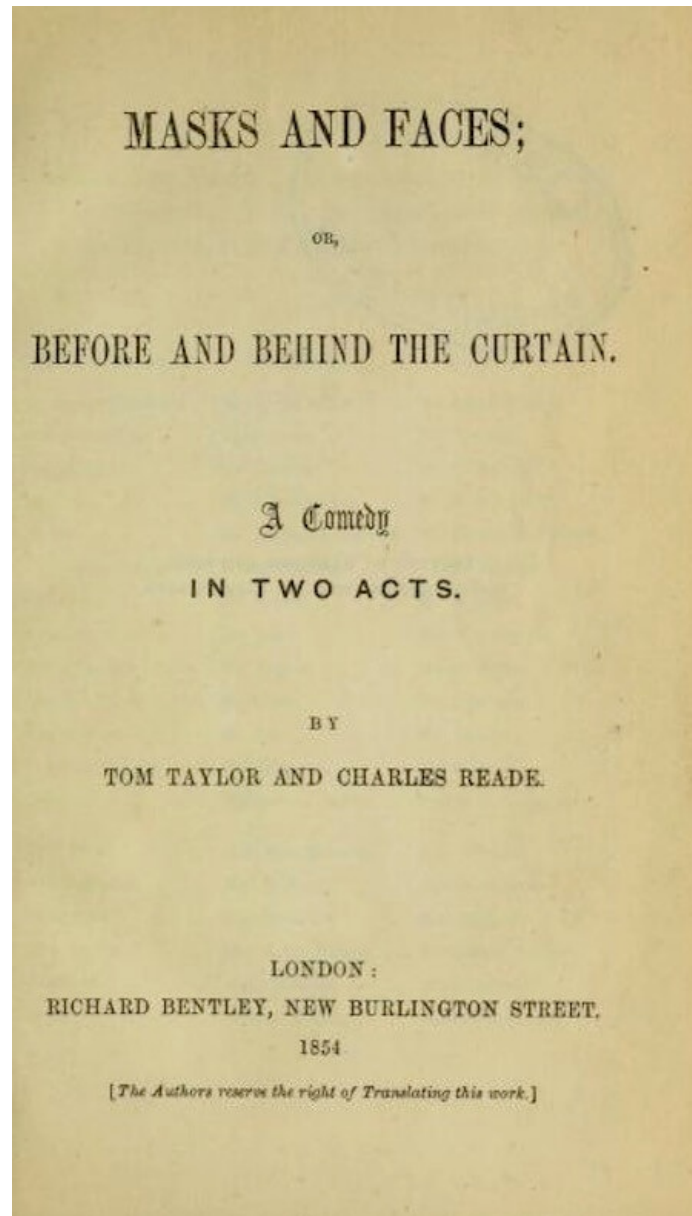 MASKS AND FACES;
OR,
BEFORE AND BEHIND THE CURTAIN.
A Comedy
IN TWO ACTS.
BY
TOM TAYLOR AND CHARLES READE.
LONDON:
RICHARD BENTLEY, NEW BURLINGTON STREET.
1854
[The Authors reserve the right of Translating this work.]